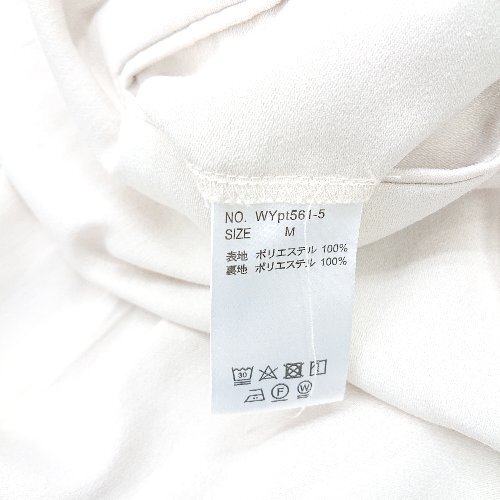 NO. WYpt561-5
SIZE M
表地 ポリエステル 100%
裏地 ポリエステル 100%
30
F W